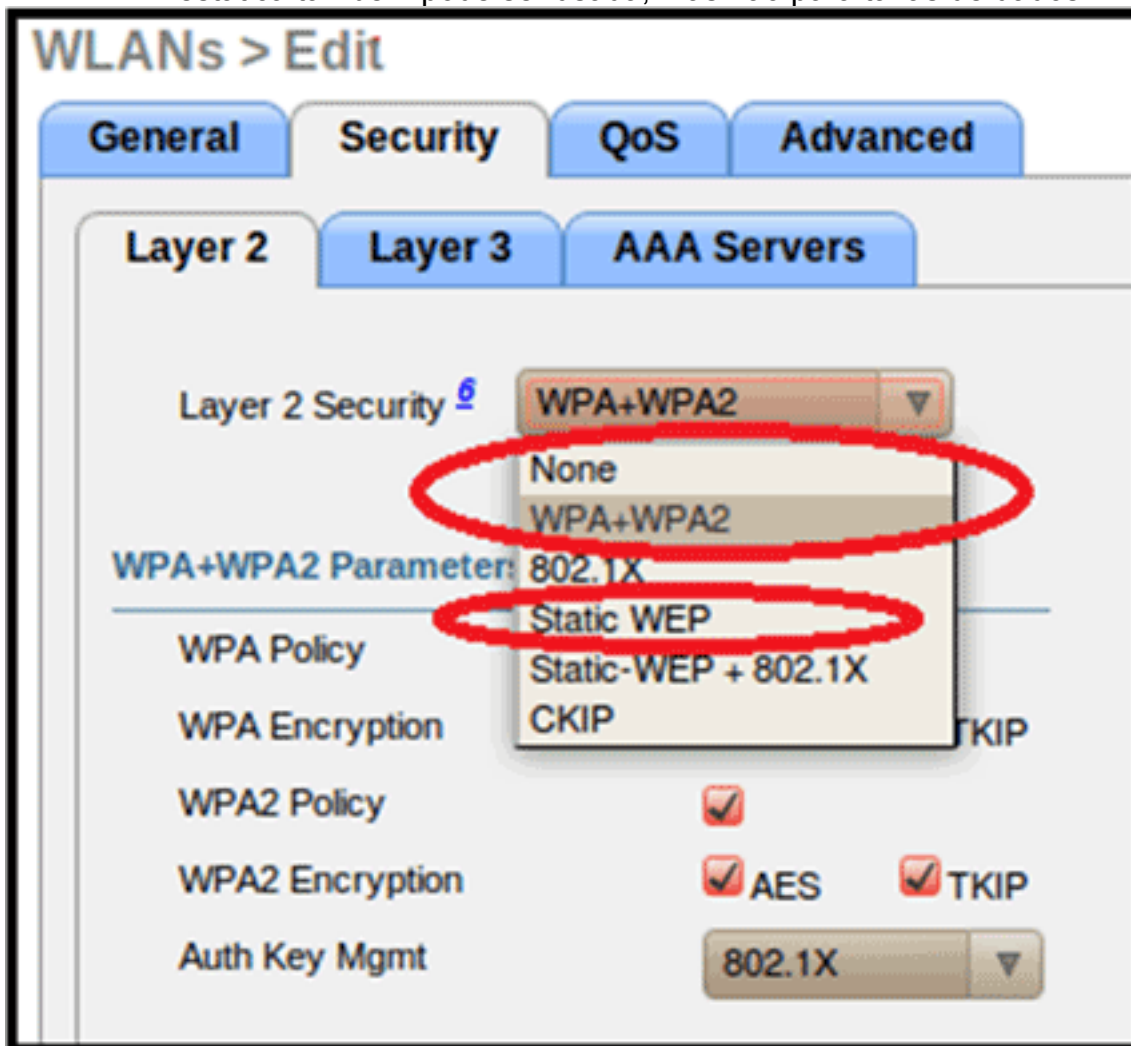 WLANs > Edit
General Security QoS Advanced
Layer 2 Layer 3 AAA Servers
Layer 2 Security 6 WPA+WPA2
None
WPA+WPA2
WPA+WPA2 Parameters 802.1X
Static WEP
WPA Policy
Static-WEP + 802.1X
WPA Encryption CKIP TKIP
WPA2 Policy
WPA2 Encryption AES TKIP
Auth Key Mgmt 802.1X